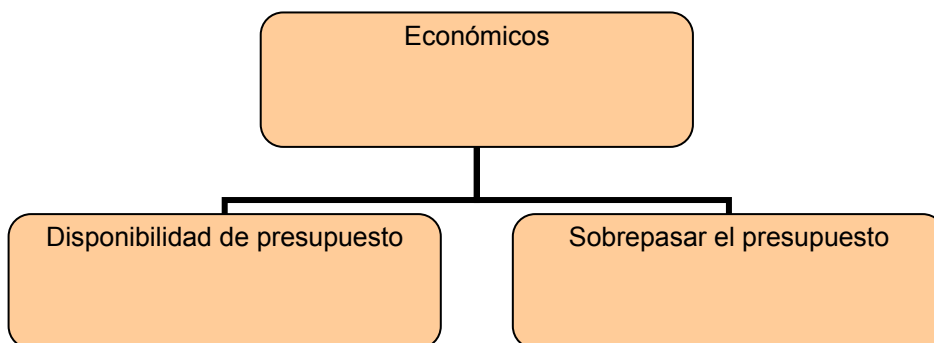 Económicos
Disponibilidad de presupuesto
Sobrepasar el presupuesto